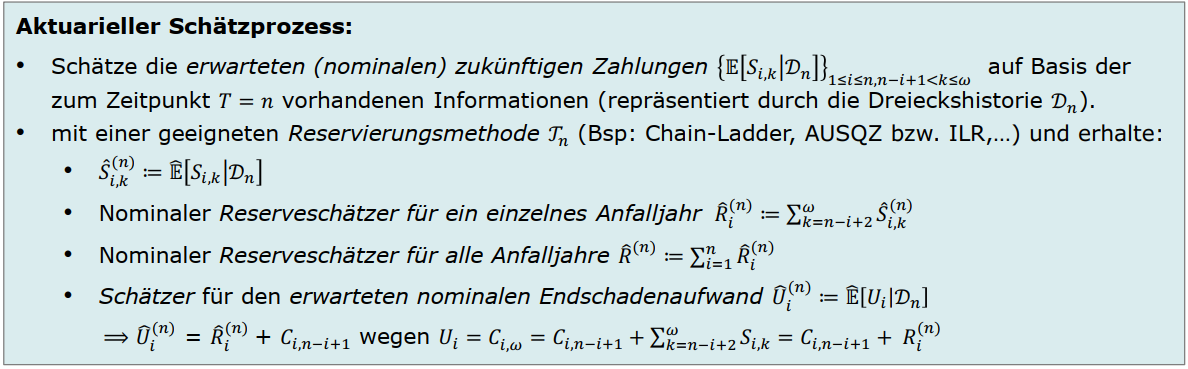 Aktuarieller Schätzprozess:
• Schätze die erwarteten (nominalen) zukünftigen Zahlungen {𝔼[S_{i,k}|𝒟_n]}_{1≤i≤n,n−i+1<k≤ω} auf Basis der
zum Zeitpunkt T = n vorhandenen Informationen (repräsentiert durch die Dreieckshistorie 𝒟_n).
• mit einer geeigneten Reservierungsmethode 𝒯_n (Bsp: Chain-Ladder, AUSQZ bzw. ILR,…) und erhalte:
• Ŝ_{i,k}^{(n)} ≔ 𝔼̂[S_{i,k}|𝒟_n]
• Nominaler Reserveschätzer für ein einzelnes Anfalljahr R̂_i^{(n)} ≔ ∑_{k=n−i+2}^{ω} Ŝ_{i,k}^{(n)}
• Nominaler Reserveschätzer für alle Anfalljahre R̂^{(n)} ≔ ∑_{i=1}^{n} R̂_i^{(n)}
• Schätzer für den erwarteten nominalen Endschadenaufwand Û_i^{(n)} ≔ 𝔼̂[U_i|𝒟_n]
⟹ Û_i^{(n)} = R̂_i^{(n)} + C_{i,n−i+1} wegen U_i = C_{i,ω} = C_{i,n−i+1} + ∑_{k=n−i+2}^{ω} S_{i,k} = C_{i,n−i+1} + R_i^{(n)}